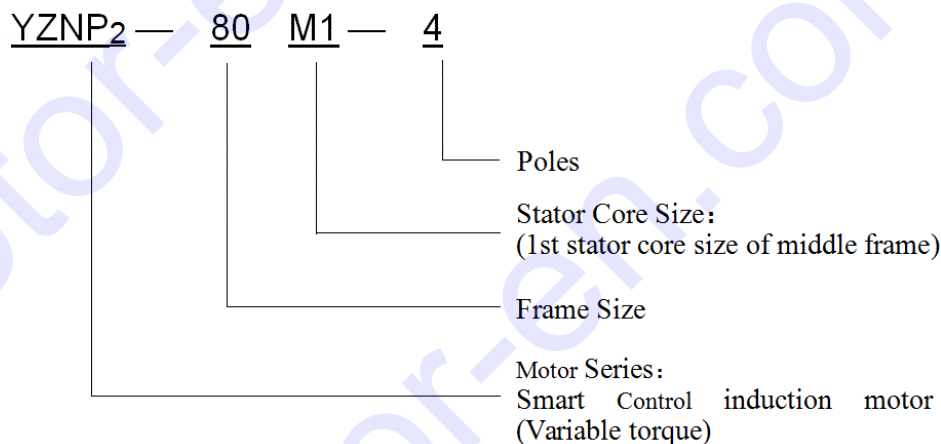 YZNP2 — 80 M1 — 4
Poles
Stator Core Size：
(1st stator core size of middle frame)
Frame Size
Motor Series：
Smart Control induction motor
(Variable torque)